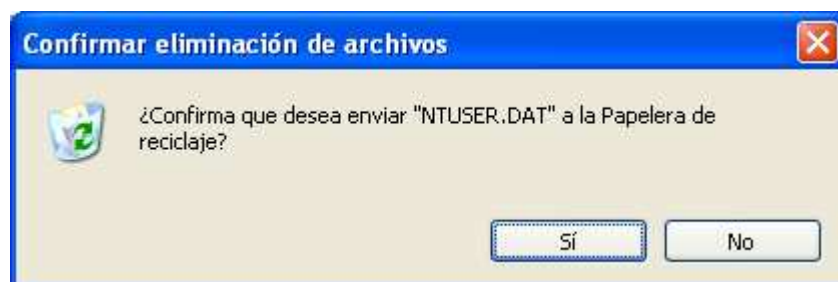 Confirmar eliminación de archivos
¿Confirma que desea enviar "NTUSER.DAT" a la Papelera de
reciclaje?
Sí
No